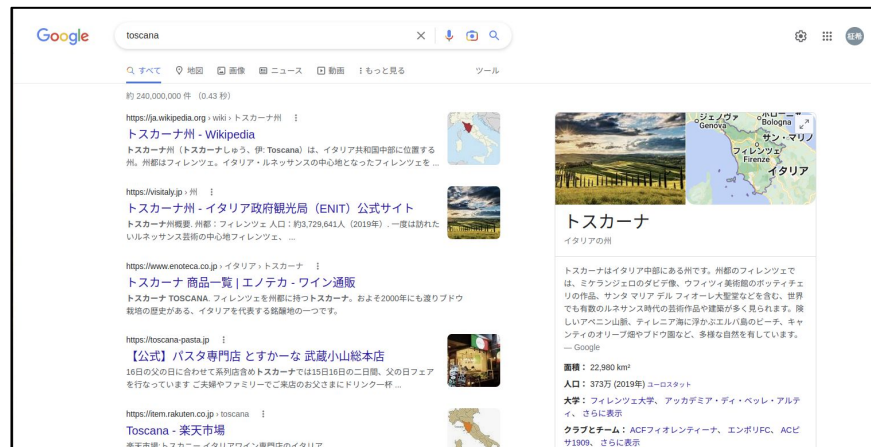 Google
toscana
すべて 地図 画像 ニュース 動画 もっと見る ツール
約 240,000,000 件 （0.43 秒）
https://ja.wikipedia.org › wiki › トスカーナ州
トスカーナ州 - Wikipedia
トスカーナ州（トスカーナしゅう、伊: Toscana）は、イタリア共和国中部に位置する
州。州都はフィレンツェ。イタリア・ルネッサンスの中心地となったフィレンツェを ...
https://visitaly.jp › 州
トスカーナ州 - イタリア政府観光局（ENIT）公式サイト
トスカーナ州概要. 州都：フィレンツェ 人口：約3,729,641人（2019年）. 一度は訪れた
いルネッサンス芸術の中心地フィレンツェ、 ...
https://www.enoteca.co.jp › イタリア › トスカーナ
トスカーナ 商品一覧 | エノテカ - ワイン通販
トスカーナ TOSCANA. フィレンツェを州都に持つトスカーナ。およそ2000年にも渡りブドウ
栽培の歴史がある、イタリアを代表する銘醸地の一つです。
https://toscana-pasta.jp
【公式】パスタ専門店 とすかーな 武蔵小山総本店
16日の父の日に合わせて系列店含めトスカーナでは15日16日の二日間、父の日フェア
を行なっています ご夫婦やファミリーでご来店のお父さまにドリンク一杯 ...
https://item.rakuten.co.jp › toscana
Toscana - 楽天市場
ジェノヴァ
Genova
Bologna
サン・マリノ
フィレンツェ
Firenze
イタリア
トスカーナ
イタリアの州
トスカーナはイタリア中部にある州です。州都のフィレンツェで
は、ミケランジェロのダビデ像、ウフィツィ美術館のボッティチェ
リの作品、サンタ マリア デル フィオーレ大聖堂などを含む、世界
でも有数のルネサンス時代の芸術作品や建築が多く見られます。険
しいアペニン山脈、ティレニア海に浮かぶエルバ島のビーチ、キャ
ンティのオリーブ畑やブドウ園など、多様な自然を有しています。
— Google
面積： 22,980 km²
人口： 373万 (2019年) ユーロスタット
大学： フィレンツェ大学、 アッカデミア・ディ・ベッレ・アルテ
ィ、 さらに表示
クラブとチーム： ACFフィオレンティーナ、 エンポリFC、 ACピ
サ1909、 さらに表示